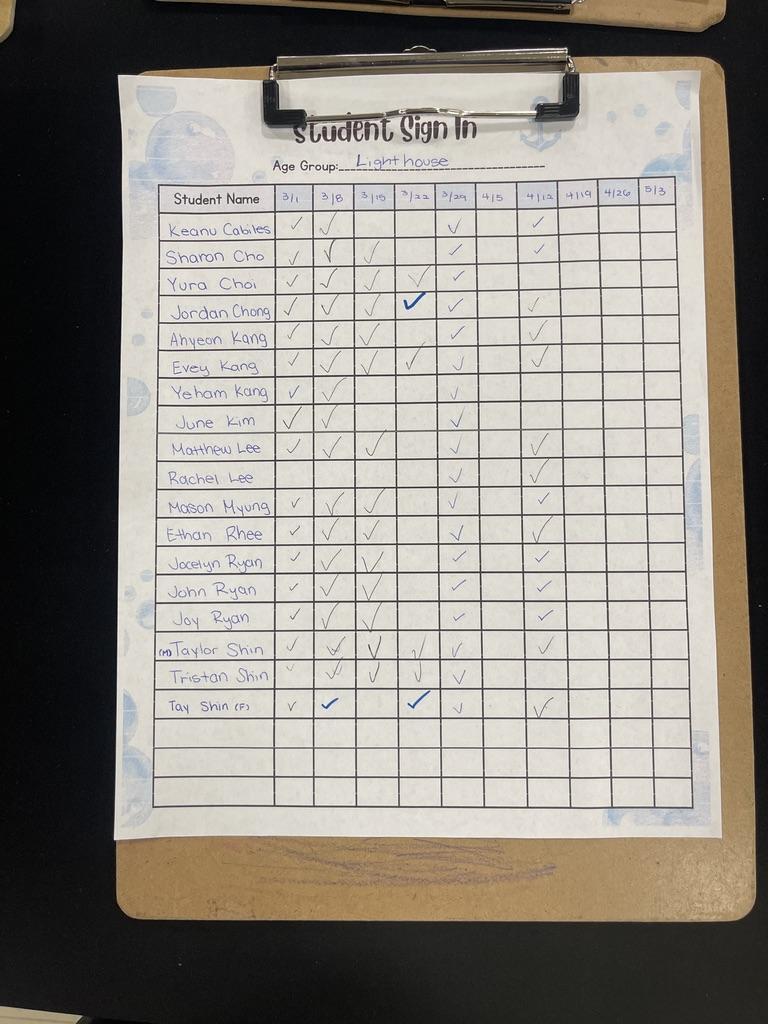 Student Sign In
Age Group: Lighthouse
Student Name 3/1 3/8 3/15 3/22 3/29 4/5 4/12 4/19 4/26 5/3
Keanu Cabiles ✓ ✓ ✓ ✓
Sharon Cho ✓ ✓ ✓ ✓ ✓
Yura Choi ✓ ✓ ✓ ✓ ✓
Jordan Chong ✓ ✓ ✓ ✓ ✓ ✓
Ahyeon Kang ✓ ✓ ✓ ✓ ✓
Evey Kang ✓ ✓ ✓ ✓ ✓ ✓
Yeham Kang ✓ ✓ ✓
June Kim ✓ ✓ ✓
Matthew Lee ✓ ✓ ✓ ✓ ✓
Rachel Lee ✓ ✓
Mason Myung ✓ ✓ ✓ ✓ ✓
Ethan Rhee ✓ ✓ ✓ ✓ ✓
Jocelyn Ryan ✓ ✓ ✓ ✓ ✓
John Ryan ✓ ✓ ✓ ✓ ✓
Joy Ryan ✓ ✓ ✓ ✓ ✓
(M) Taylor Shin ✓ ✓ ✓ ✓ ✓ ✓
Tristan Shin ✓ ✓ ✓ ✓ ✓
Tay Shin (F) ✓ ✓ ✓ ✓ ✓